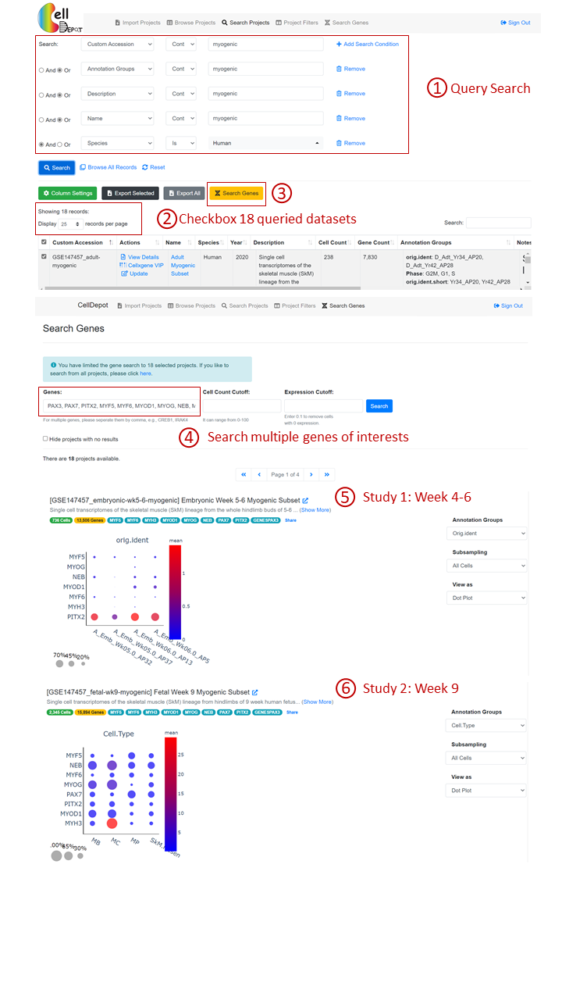 Cell DEPOT
Import Projects Browse Projects Search Projects Project Filters Search Genes Sign Out
Search: Custom Accession Cont myogenic + Add Search Condition
And Or Annotation Groups Cont myogenic Remove
① Query Search
And Or Description Cont myogenic Remove
And Or Name Cont myogenic Remove
And Or Species Is Human Remove
Search Browse All Records Reset
Column Settings Export Selected Export All Search Genes ③
Showing 18 records:
② Checkbox 18 queried datasets
Display 25 records per page Search:
Custom Accession Actions Name Species Year Description Cell Count Gene Count Annotation Groups Notes
GSE147457_adult- View Details Adult Human 2020 Single cell 238 7,830 orig.ident: D_Adt_Yr34_AP20,
myogenic Cellxgene VIP Myogenic transcriptomes of the D_Adt_Yr42_AP28
Update Subset skeletal muscle (SkM) Phase: G2M, G1, S
lineage from the orig.ident.short: Yr34_AP20, Yr42_AP28
CellDepot Import Projects Browse Projects Search Projects Project Filters Search Genes Sign Out
Search Genes
You have limited the gene search to 18 selected projects. If you like to
search from all projects, please click here.
Genes: Cell Count Cutoff: Expression Cutoff:
PAX3, PAX7, PITX2, MYF5, MYF6, MYOD1, MYOG, NEB, M Search
For multiple genes, please seperate them by comma, e.g., CREB1, IRAK4 It can range from 0-100 Enter 0.1 to remove cells
with 0 expression.
④ Search multiple genes of interests
Hide projects with no results
There are 18 projects available.
Page 1 of 4
⑤ Study 1: Week 4-6
[GSE147457_embryonic-wk5-6-myogenic] Embryonic Week 5-6 Myogenic Subset
Single cell transcriptomes of the skeletal muscle (SkM) lineage from the whole hindlimb buds of 5-6 ... (Show More)
736 Cells 13,506 Genes MYF5 MYF6 MYH3 MYOD1 MYOG NEB PAX7 PITX2 GENESPAX3 Share
Annotation Groups
Orig.ident
Subsampling
All Cells
View as
Dot Plot
orig.ident
mean
MYF5
MYOG
NEB
MYOD1
MYF6
MYH3
PITX2
1
0.5
0
A_Emb_Wk05.0_AP32
A_Emb_Wk05.0_AP37
A_Emb_Wk06.0_AP13
A_Emb_Wk06.0_AP5
70% 45% 20%
⑥ Study 2: Week 9
[GSE147457_fetal-wk9-myogenic] Fetal Week 9 Myogenic Subset
Single cell transcriptomes of the skeletal muscle (SkM) lineage from hindlimbs of 9 week human fetus... (Show More)
2,345 Cells 15,894 Genes MYF5 MYF6 MYH3 MYOD1 MYOG NEB PAX7 PITX2 GENESPAX3 Share
Annotation Groups
Cell.Type
Subsampling
All Cells
View as
Dot Plot
Cell.Type
mean
MYF5
NEB
MYF6
MYOG
PAX7
PITX2
MYOD1
MYH3
25
20
15
10
5
MB MC MP
.00% 65% 30%